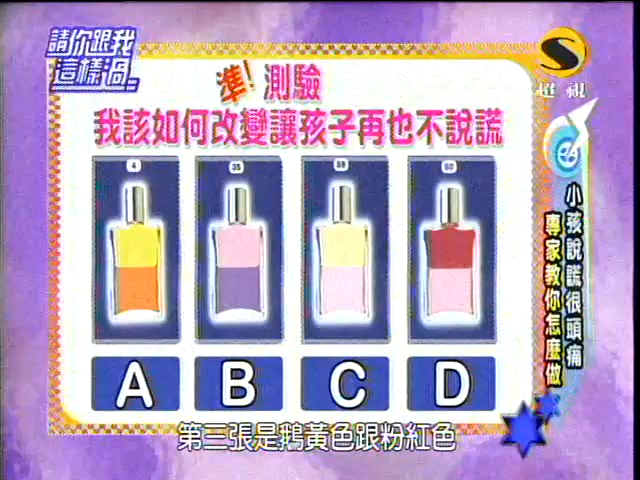 請你跟我
這樣過
超視
準!測驗
我該如何改變讓孩子再也不說謊
小孩說謊很頭痛
專家教你怎麼做
4
35
59
A
B
C
D
第三張是鵝黃色跟粉紅色